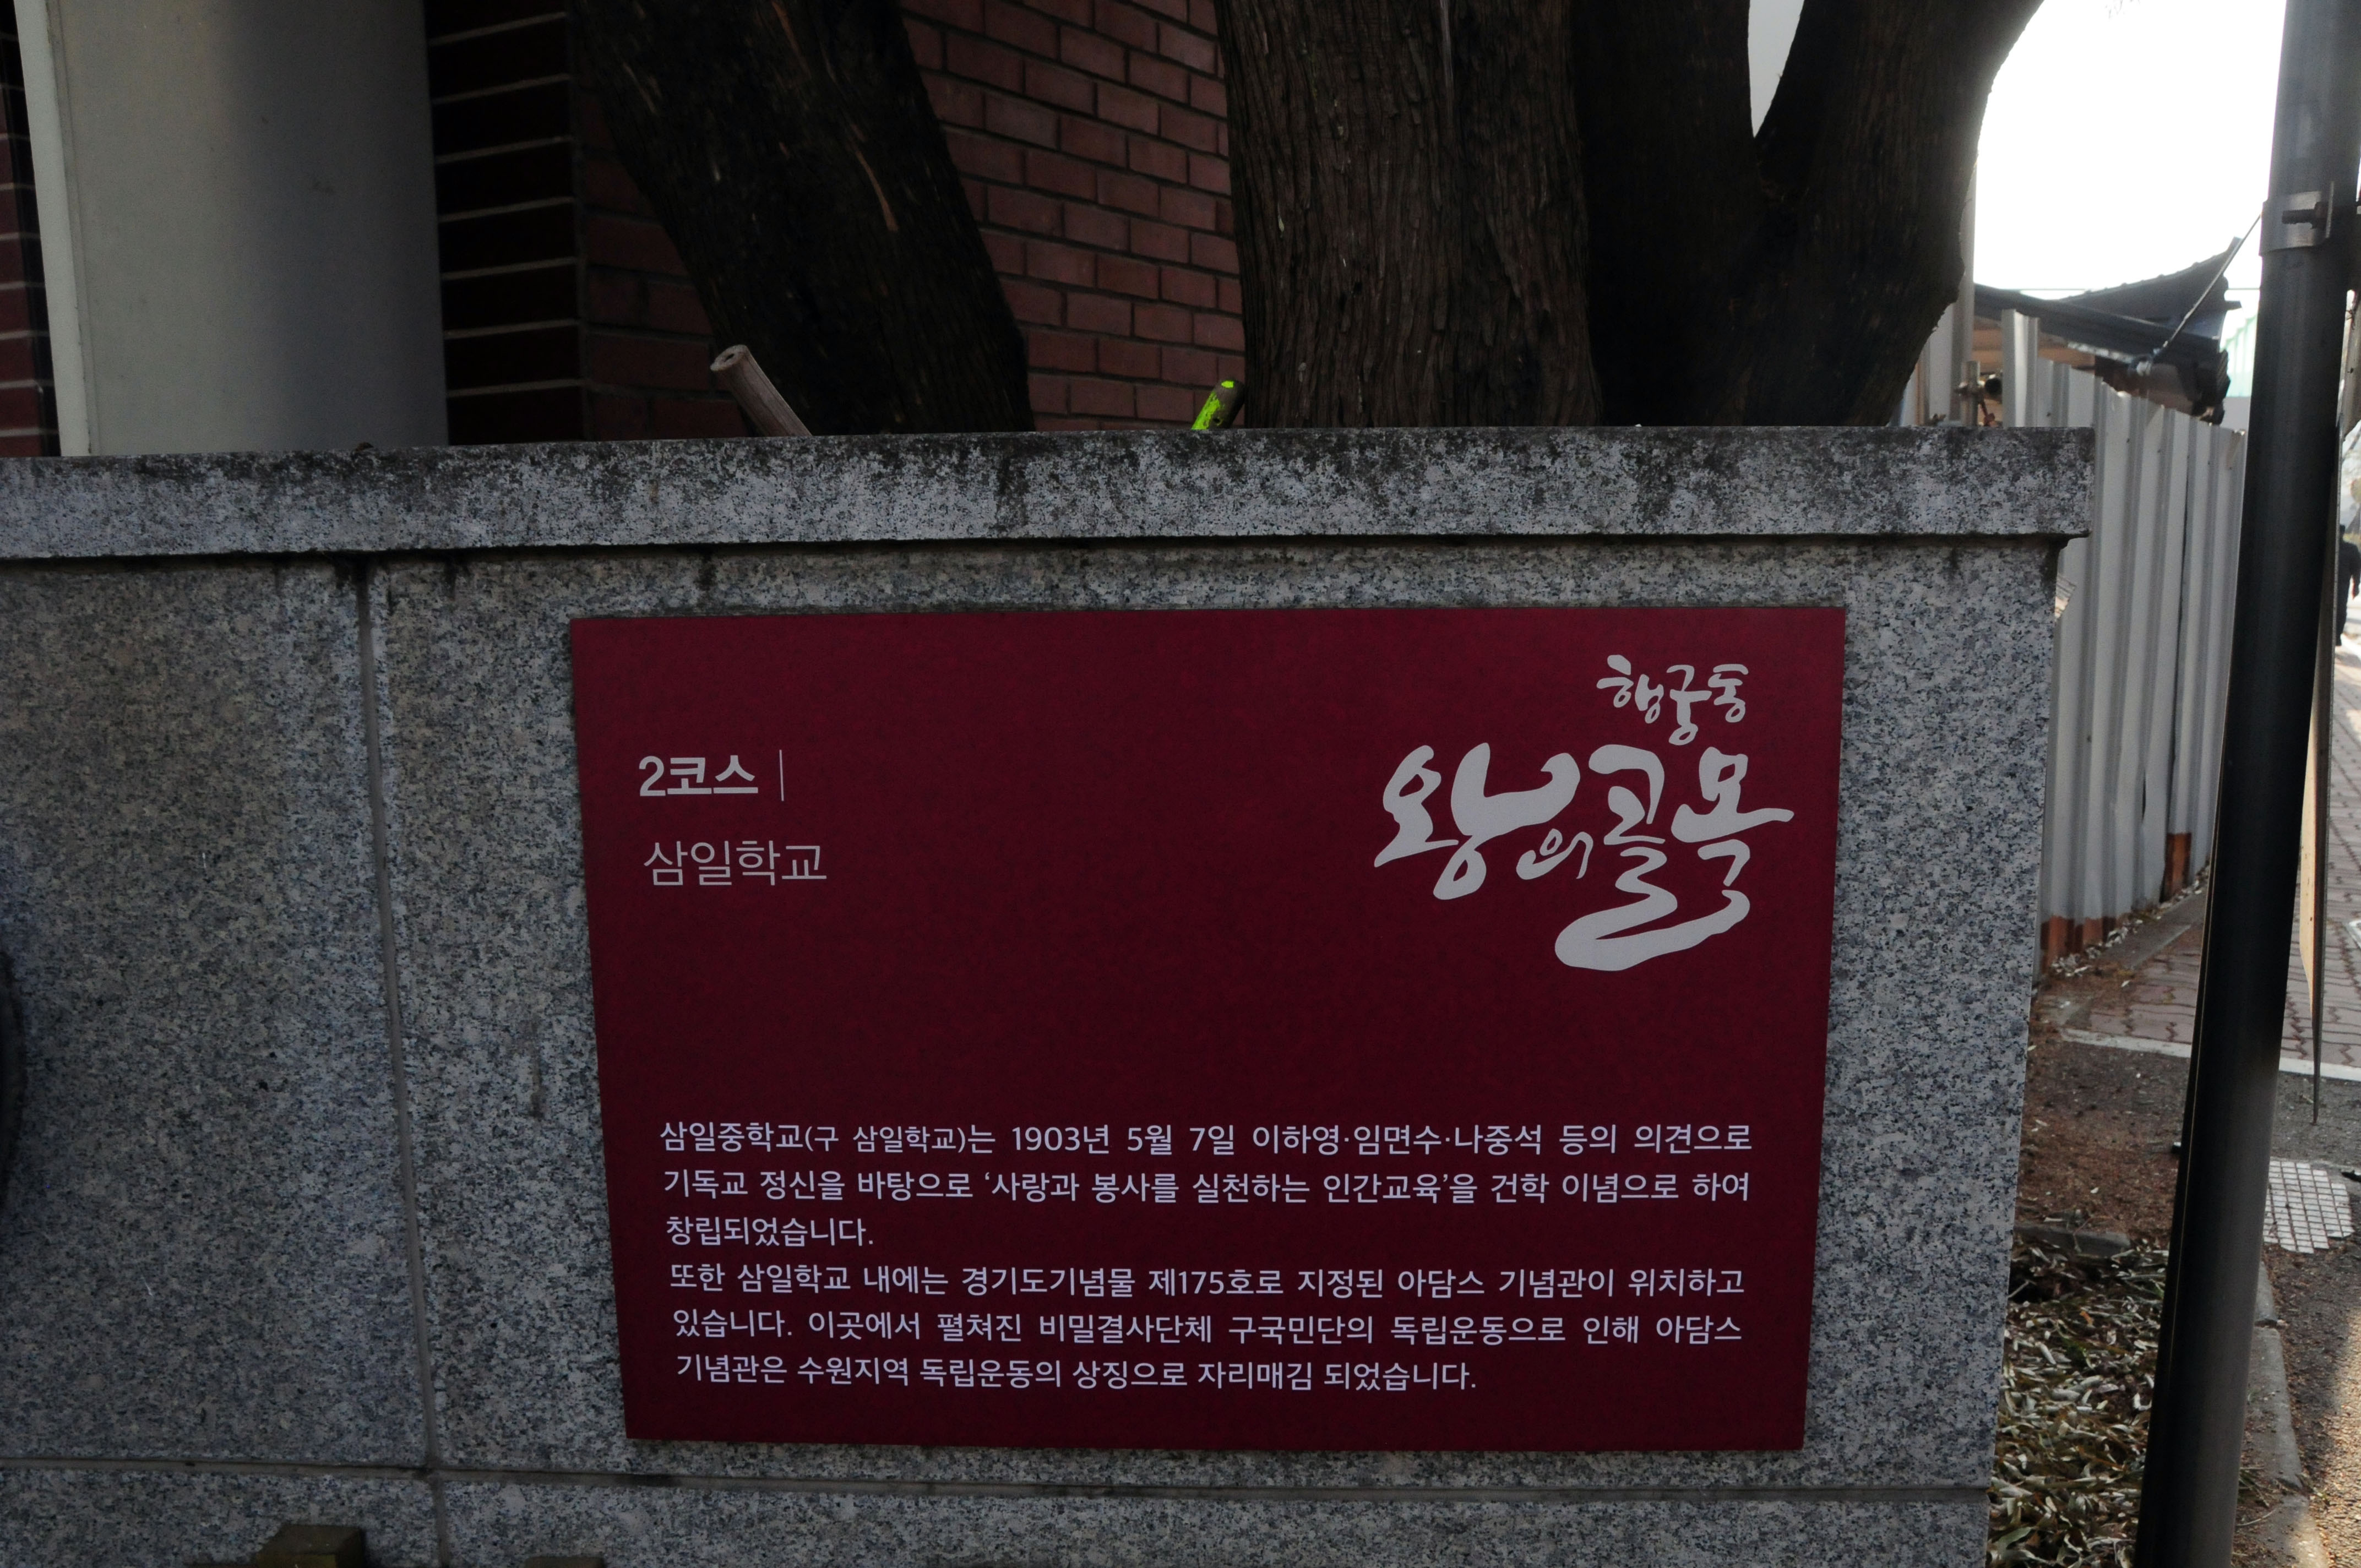 행궁동
왕의골목
2코스
삼일학교
삼일중학교(구 삼일학교)는 1903년 5월 7일 이하영·임면수·나중석 등의 의견으로
기독교 정신을 바탕으로 ‘사랑과 봉사를 실천하는 인간교육’을 건학 이념으로 하여
창립되었습니다.
또한 삼일학교 내에는 경기도기념물 제175호로 지정된 아담스 기념관이 위치하고
있습니다. 이곳에서 펼쳐진 비밀결사단체 구국민단의 독립운동으로 인해 아담스
기념관은 수원지역 독립운동의 상징으로 자리매김 되었습니다.